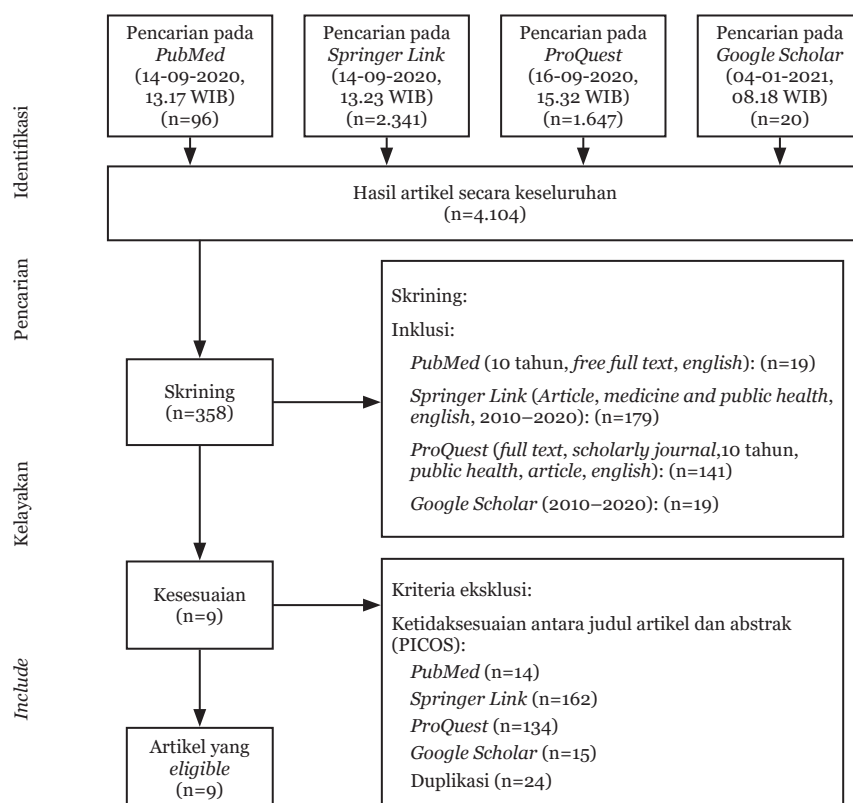 Pencarian pada
PubMed
(14-09-2020,
13.17 WIB)
(n=96)
Pencarian pada
Springer Link
(14-09-2020,
13.23 WIB)
(n=2.341)
Pencarian pada
ProQuest
(16-09-2020,
15.32 WIB)
(n=1.647)
Pencarian pada
Google Scholar
(04-01-2021,
08.18 WIB)
(n=20)
Identifikasi
Hasil artikel secara keseluruhan
(n=4.104)
Pencarian
Skrining
(n=358)
Skrining:
Inklusi:
PubMed (10 tahun, free full text, english): (n=19)
Springer Link (Article, medicine and public health,
english, 2010–2020): (n=179)
ProQuest (full text, scholarly journal,10 tahun,
public health, article, english): (n=141)
Google Scholar (2010–2020): (n=19)
Kelayakan
Kesesuaian
(n=9)
Kriteria eksklusi:
Ketidaksesuaian antara judul artikel dan abstrak
(PICOS):
PubMed (n=14)
Springer Link (n=162)
ProQuest (n=134)
Google Scholar (n=15)
Duplikasi (n=24)
Include
Artikel yang
eligible
(n=9)